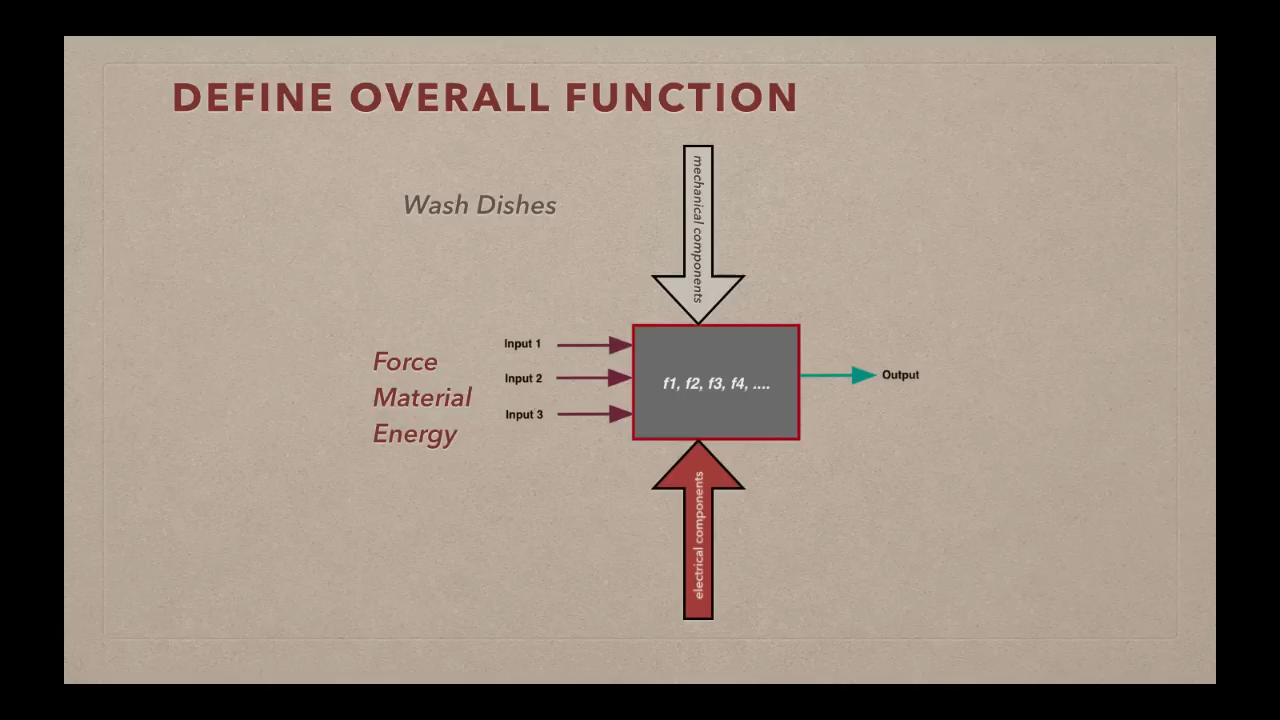 DEFINE OVERALL FUNCTION
mechanical components
Wash Dishes
Input 1
Force
Material
Energy
Input 2
Input 3
f1, f2, f3, f4, ....
Output
electrical components